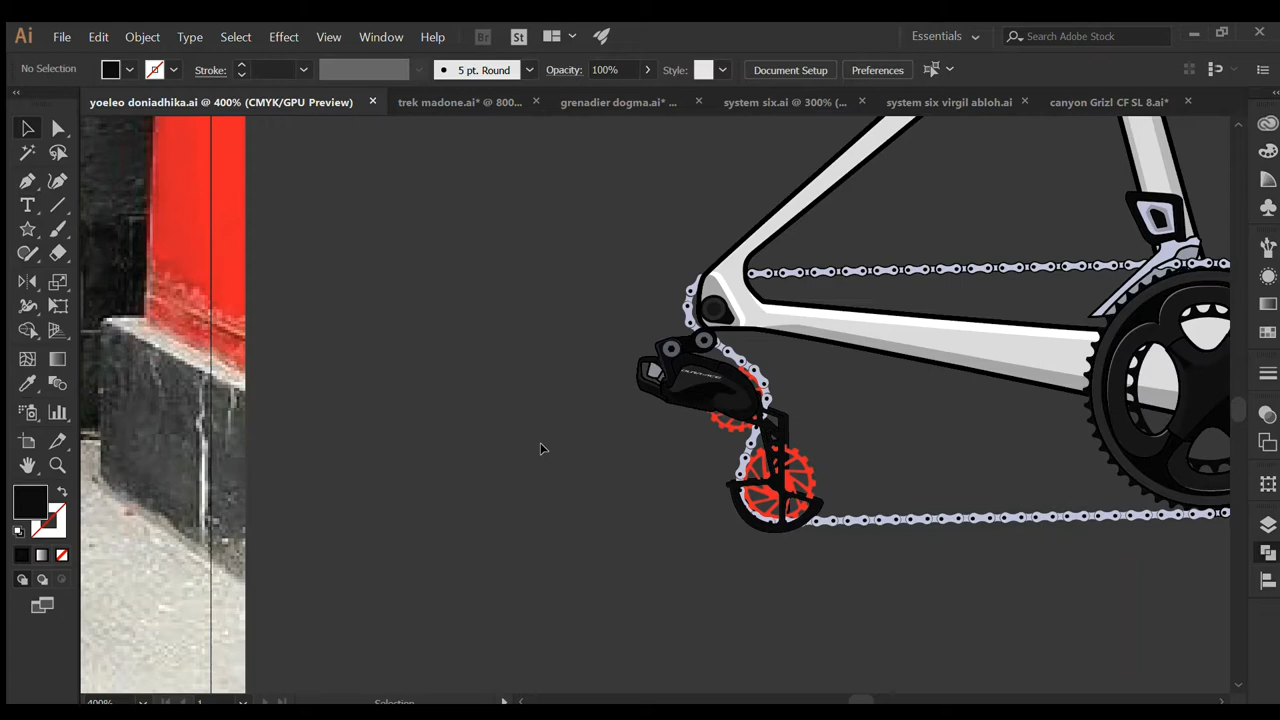 Ai File Edit Object Type Select Effect View Window Help Br St Essentials Search Adobe Stock
No Selection Stroke: 5 pt. Round Opacity: 100% Style: Document Setup Preferences
yoeleo doniadhika.ai @ 400% (CMYK/GPU Preview) trek madone.ai* @ 800... grenadier dogma.ai* ... system six.ai @ 300% (... system six virgil abloh.ai canyon Grizl CF SL 8.ai*
400% 1 Selection